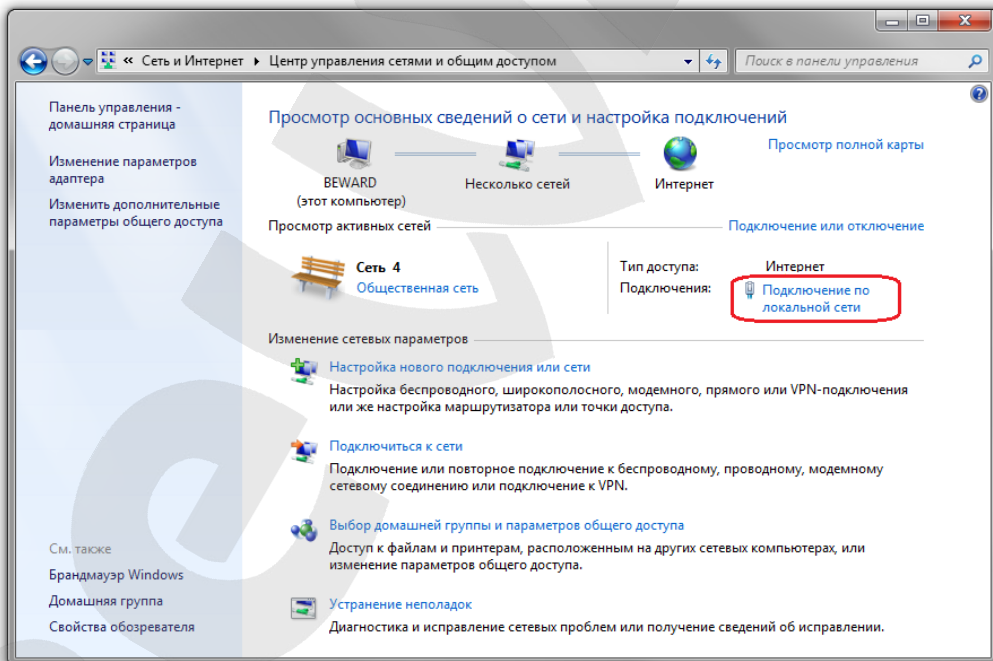 « Сеть и Интернет ▸ Центр управления сетями и общим доступом
Поиск в панели управления
Панель управления -
домашняя страница
Изменение параметров
адаптера
Изменить дополнительные
параметры общего доступа
См. также
Брандмауэр Windows
Домашняя группа
Свойства обозревателя
Просмотр основных сведений о сети и настройка подключений
Просмотр полной карты
BEWARD
(этот компьютер)
Несколько сетей
Интернет
Просмотр активных сетей
Подключение или отключение
Сеть 4
Общественная сеть
Тип доступа: Интернет
Подключения: Подключение по
локальной сети
Изменение сетевых параметров
Настройка нового подключения или сети
Настройка беспроводного, широкополосного, модемного, прямого или VPN-подключения
или же настройка маршрутизатора или точки доступа.
Подключиться к сети
Подключение или повторное подключение к беспроводному, проводному, модемному
сетевому соединению или подключение к VPN.
Выбор домашней группы и параметров общего доступа
Доступ к файлам и принтерам, расположенным на других сетевых компьютерах, или
изменение параметров общего доступа.
Устранение неполадок
Диагностика и исправление сетевых проблем или получение сведений об исправлении.